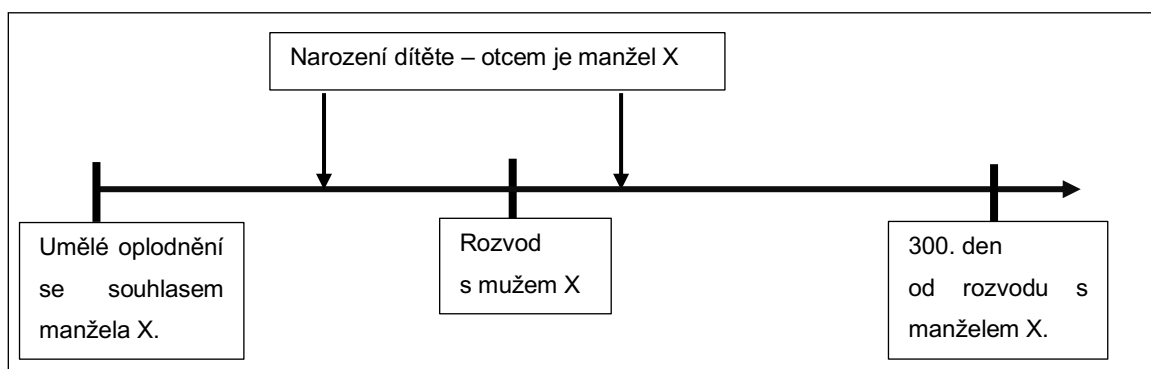 Narození dítěte – otcem je manžel X
Umělé oplodnění
se souhlasem
manžela X.
Rozvod
s mužem X
300. den
od rozvodu s
manželem X.